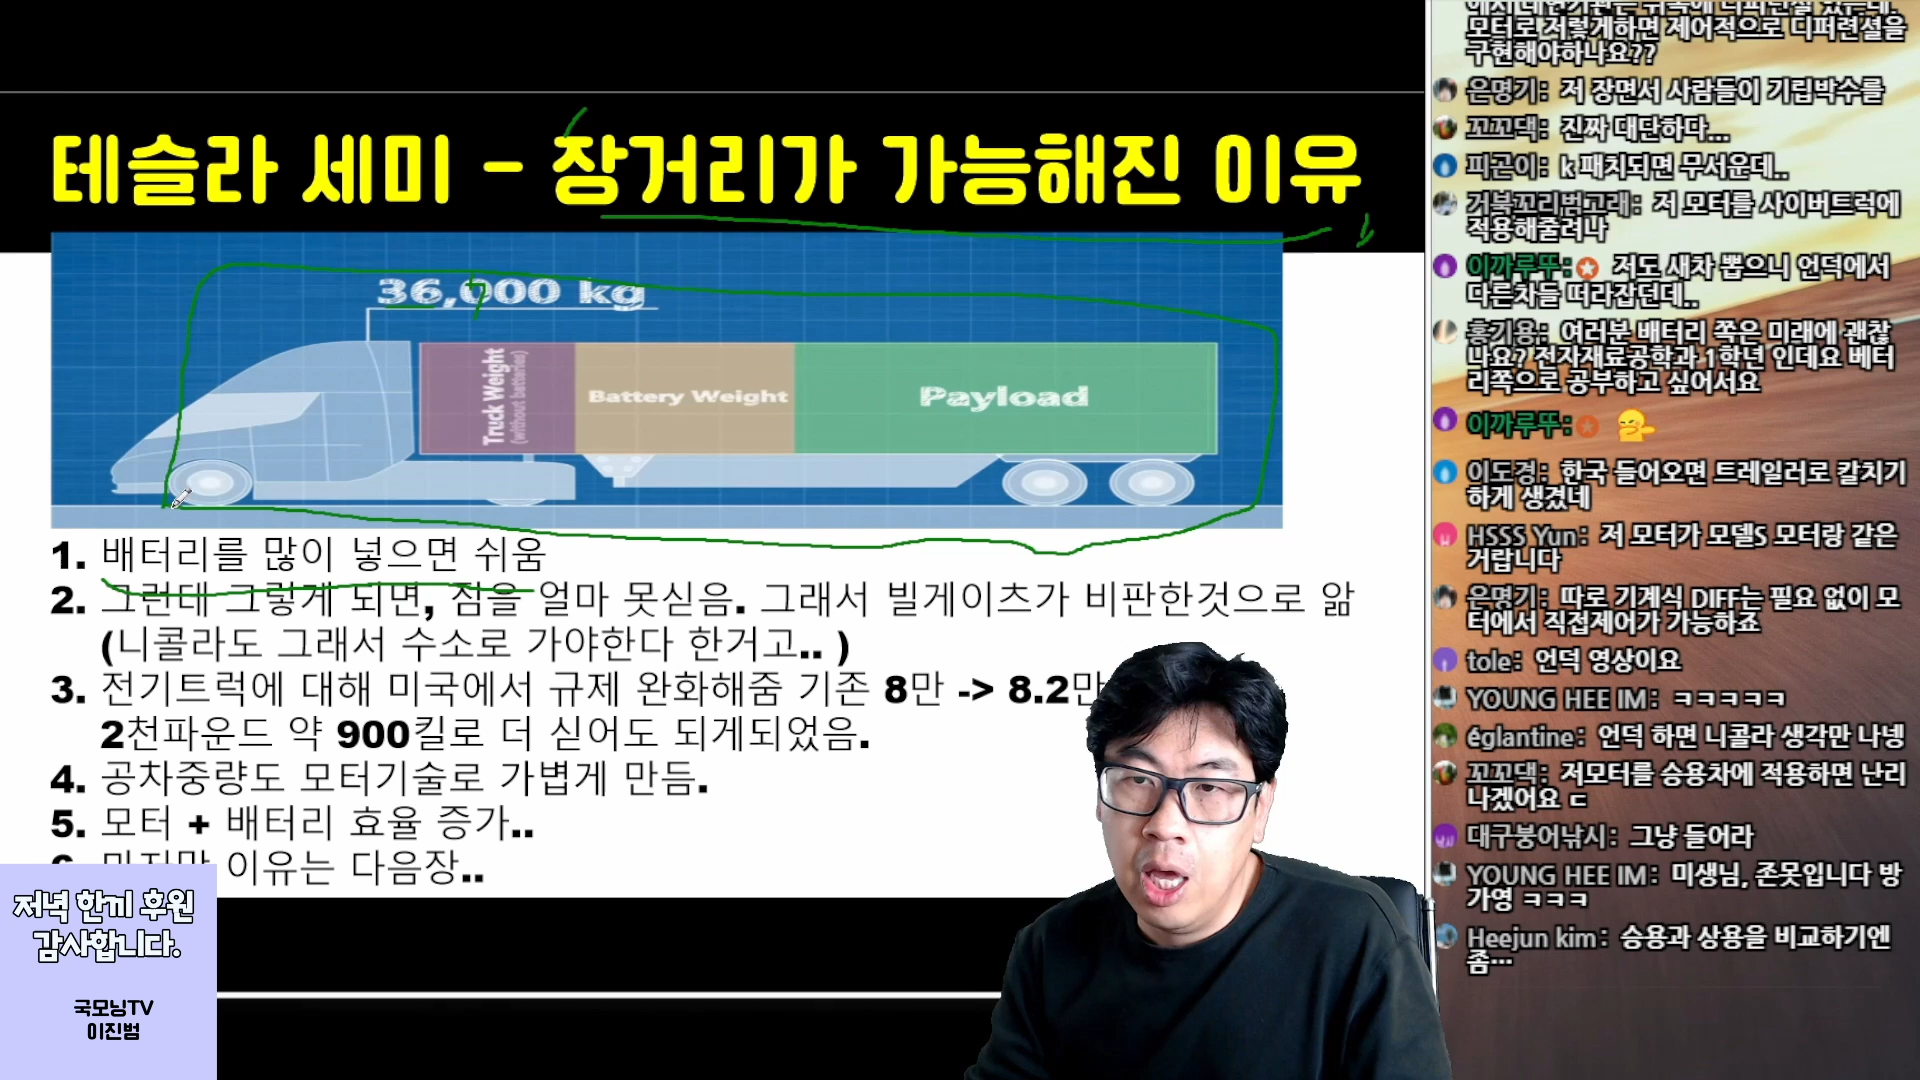 테슬라 세미 - 장거리가 가능해진 이유
36,000 kg
Truck Weight
(without batteries)
Battery Weight
Payload
1. 배터리를 많이 넣으면 쉬움
2. 그런데 그렇게 되면, 짐을 얼마 못싣음. 그래서 빌게이츠가 비판한것으로 앎
(니콜라도 그래서 수소로 가야한다 한거고.. )
3. 전기트럭에 대해 미국에서 규제 완화해줌 기존 8만 -> 8.2만
2천파운드 약 900킬로 더 싣어도 되게되었음.
4. 공차중량도 모터기술로 가볍게 만듬.
5. 모터 + 배터리 효율 증가..
이유는 다음장..
저녁 한끼 후원
감사합니다.
국모닝TV
이진범
모터로 저렇게하면 제어적으로 디퍼련셜을
구현해야하나요??
은명기: 저 장면서 사람들이 기립박수를
꼬꼬댁: 진짜 대단하다...
피곤이: k 패치되면 무서운데..
거북꼬리범고래: 저 모터를 사이버트럭에
적용해줄려나
이까루뚜: 저도 새차 뽑으니 언덕에서
다른차들 떠라잡던데..
홍기용: 여러분 배터리 쪽은 미래에 괜찮
나요? 전자재료공학과 1학년 인데요 베터
리쪽으로 공부하고 싶어서요
이까루뚜:
이도경: 한국 들어오면 트레일러로 칼치기
하게 생겼네
HSSS Yun: 저 모터가 모델S 모터랑 같은
거랍니다
은명기: 따로 기계식 DIFF는 필요 없이 모
터에서 직접제어가 가능하죠
tole: 언덕 영상이요
YOUNG HEE IM: ㅋㅋㅋㅋㅋ
églantine: 언덕 하면 니콜라 생각만 나넹
꼬꼬댁: 저모터를 승용차에 적용하면 난리
나겠어요 ㄷ
대구붕어낚시: 그냥 들어라
YOUNG HEE IM: 미생님, 존못입니다 방
가영 ㅋㅋㅋ
Heejun kim: 승용과 상용을 비교하기엔
좀...